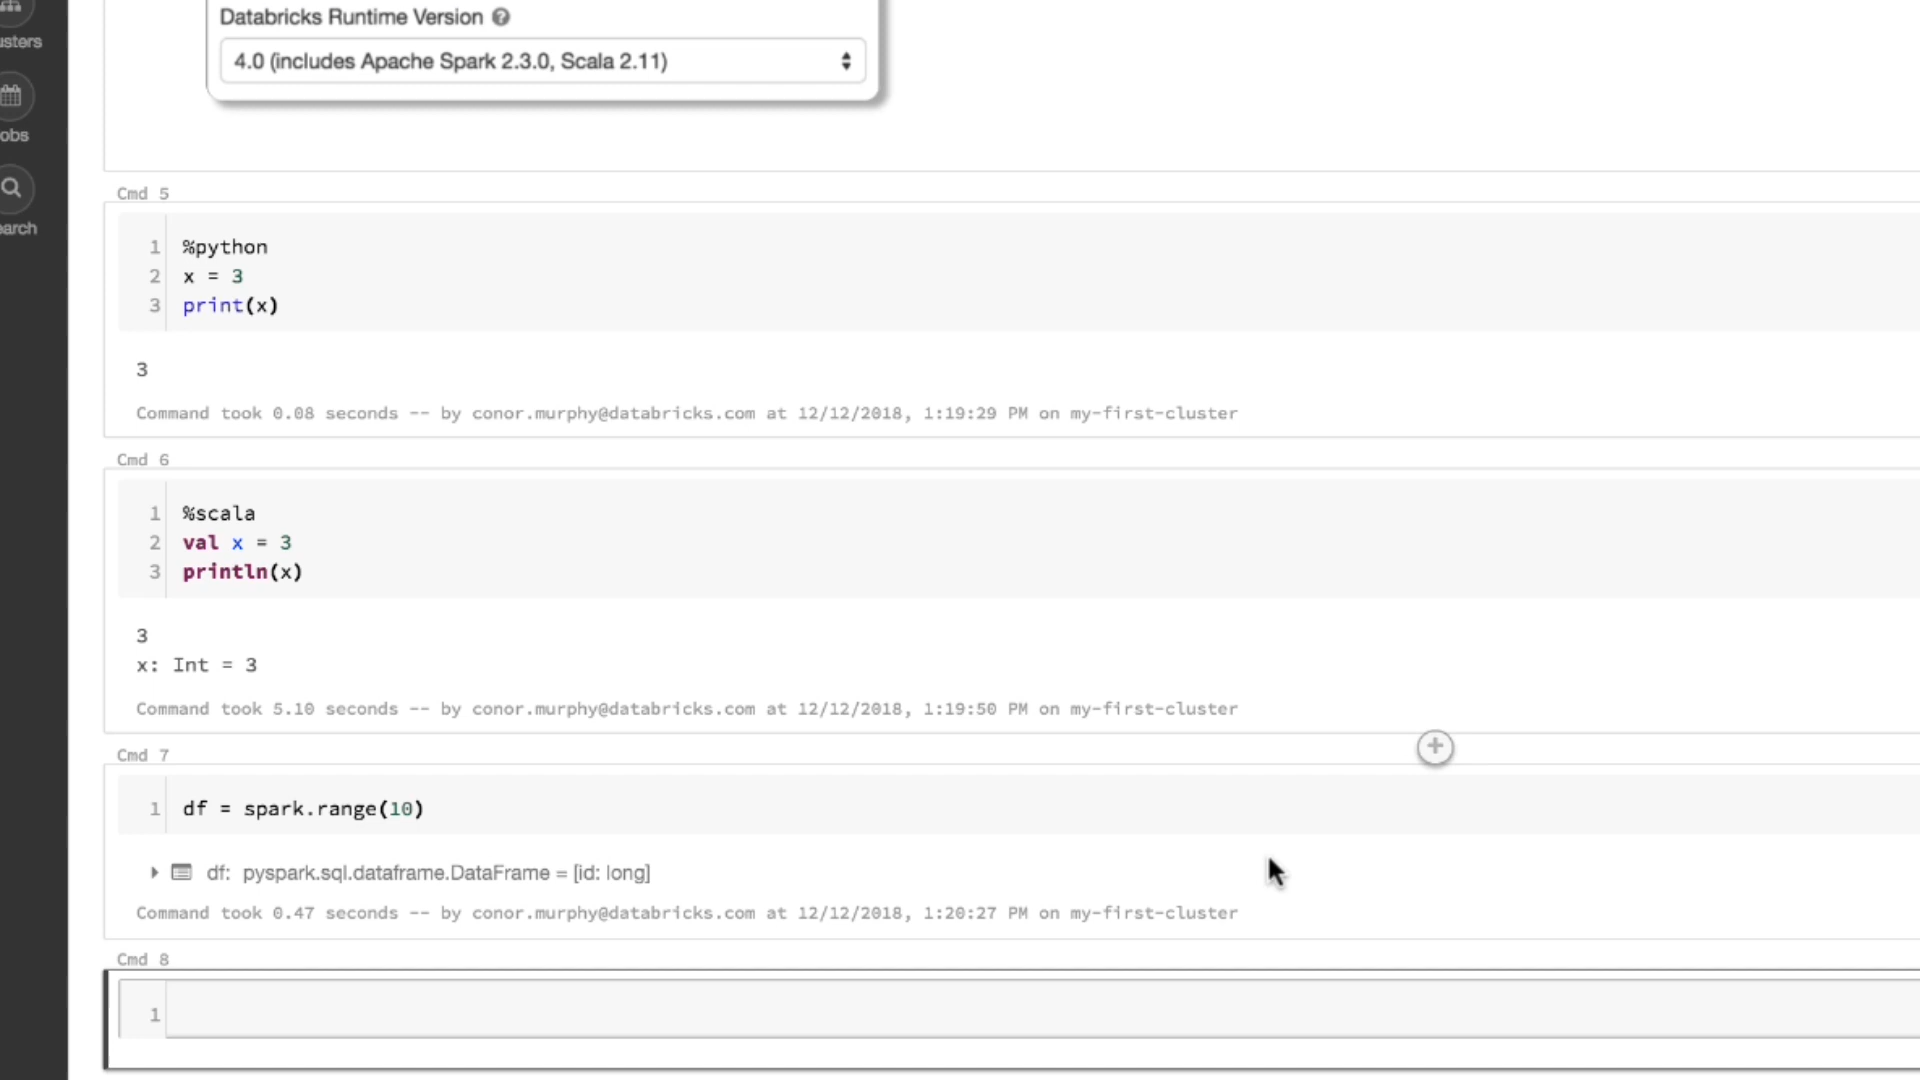 Databricks Runtime Version
4.0 (includes Apache Spark 2.3.0, Scala 2.11)
usters
obs
earch
Cmd 5
1 %python
2 x = 3
3 print(x)
3
Command took 0.08 seconds -- by conor.murphy@databricks.com at 12/12/2018, 1:19:29 PM on my-first-cluster
Cmd 6
1 %scala
2 val x = 3
3 println(x)
3
x: Int = 3
Command took 5.10 seconds -- by conor.murphy@databricks.com at 12/12/2018, 1:19:50 PM on my-first-cluster
Cmd 7
1 df = spark.range(10)
df: pyspark.sql.dataframe.DataFrame = [id: long]
Command took 0.47 seconds -- by conor.murphy@databricks.com at 12/12/2018, 1:20:27 PM on my-first-cluster
Cmd 8
1